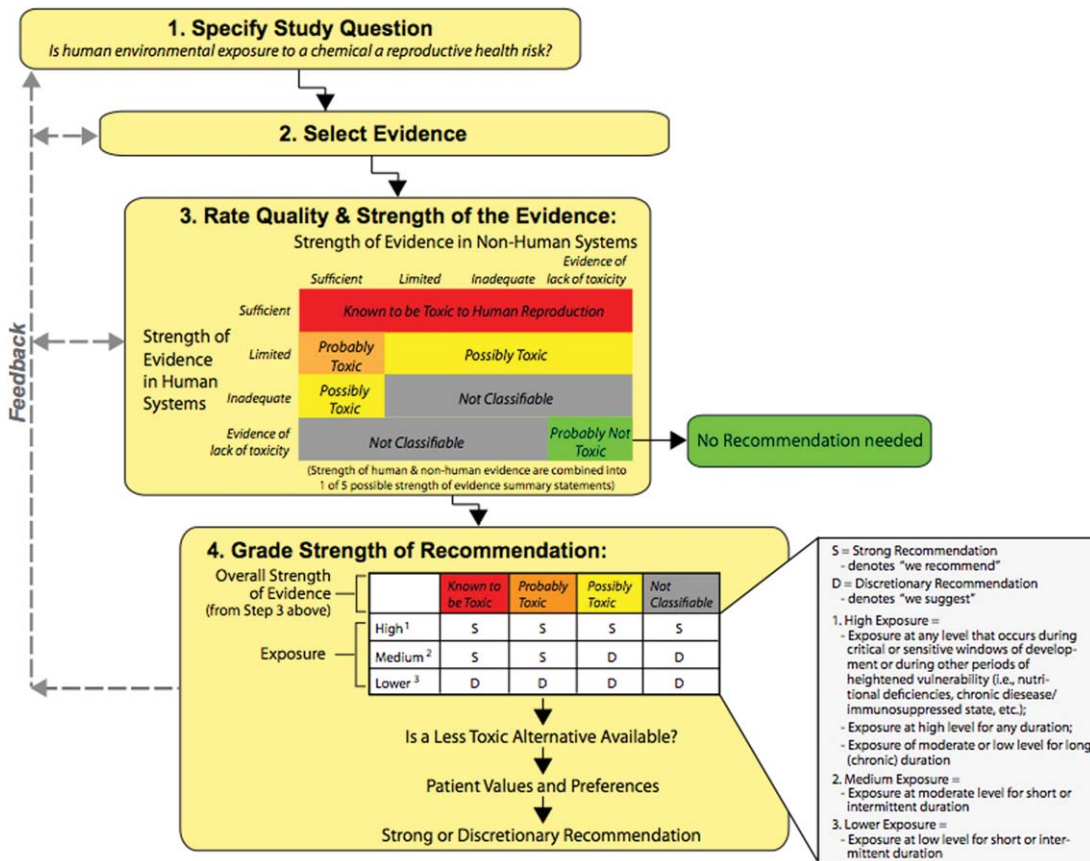 1. Specify Study Question
Is human environmental exposure to a chemical a reproductive health risk?
2. Select Evidence
3. Rate Quality & Strength of the Evidence:
Strength of Evidence in Non-Human Systems
Sufficient Limited Inadequate Evidence of
lack of toxicity
Strength of
Evidence
in Human
Systems
Sufficient
Known to be Toxic to Human Reproduction
Limited
Probably
Toxic
Possibly Toxic
Inadequate
Possibly
Toxic
Not Classifiable
Evidence of
lack of toxicity
Not Classifiable
Probably Not
Toxic
No Recommendation needed
(Strength of human & non-human evidence are combined into
1 of 5 possible strength of evidence summary statements)
Feedback
4. Grade Strength of Recommendation:
Overall Strength
of Evidence
(from Step 3 above)
Known to
be Toxic
Probably
Toxic
Possibly
Toxic
Not
Classifiable
Exposure
High1 S S S S
Medium2 S S D D
Lower3 D D D D
Is a Less Toxic Alternative Available?
Patient Values and Preferences
Strong or Discretionary Recommendation
S = Strong Recommendation
- denotes “we recommend”
D = Discretionary Recommendation
- denotes “we suggest”
1. High Exposure =
- Exposure at any level that occurs during
critical or sensitive windows of develop-
ment or during other periods of
heightened vulnerability (i.e., nutri-
tional deficiencies, chronic diesease/
immunosuppressed state, etc.);
- Exposure at high level for any duration;
- Exposure of moderate or low level for long
(chronic) duration
2. Medium Exposure =
- Exposure at moderate level for short or
intermittent duration
3. Lower Exposure =
- Exposure at low level for short or inter-
mittent duration